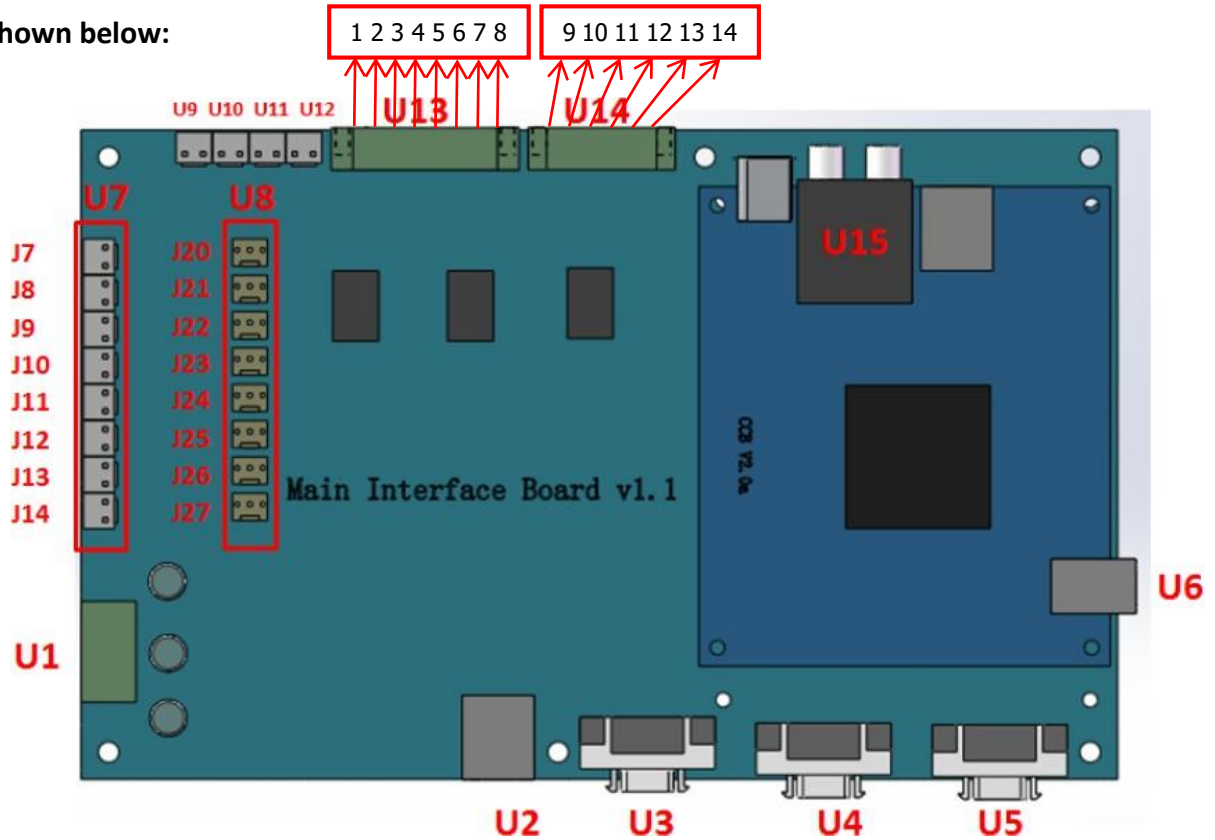 hown below:
1 2 3 4 5 6 7 8 9 10 11 12 13 14
U9 U10 U11 U12 U13 U14
U7 U8
U15
J7 J20
J8 J21
J9 J22
J10 J23
J11 J24
J12 J25
J13 J26
J14 J27
CCB V2.0m
Main Interface Board v1.1
U6
U1
U2 U3 U4 U5